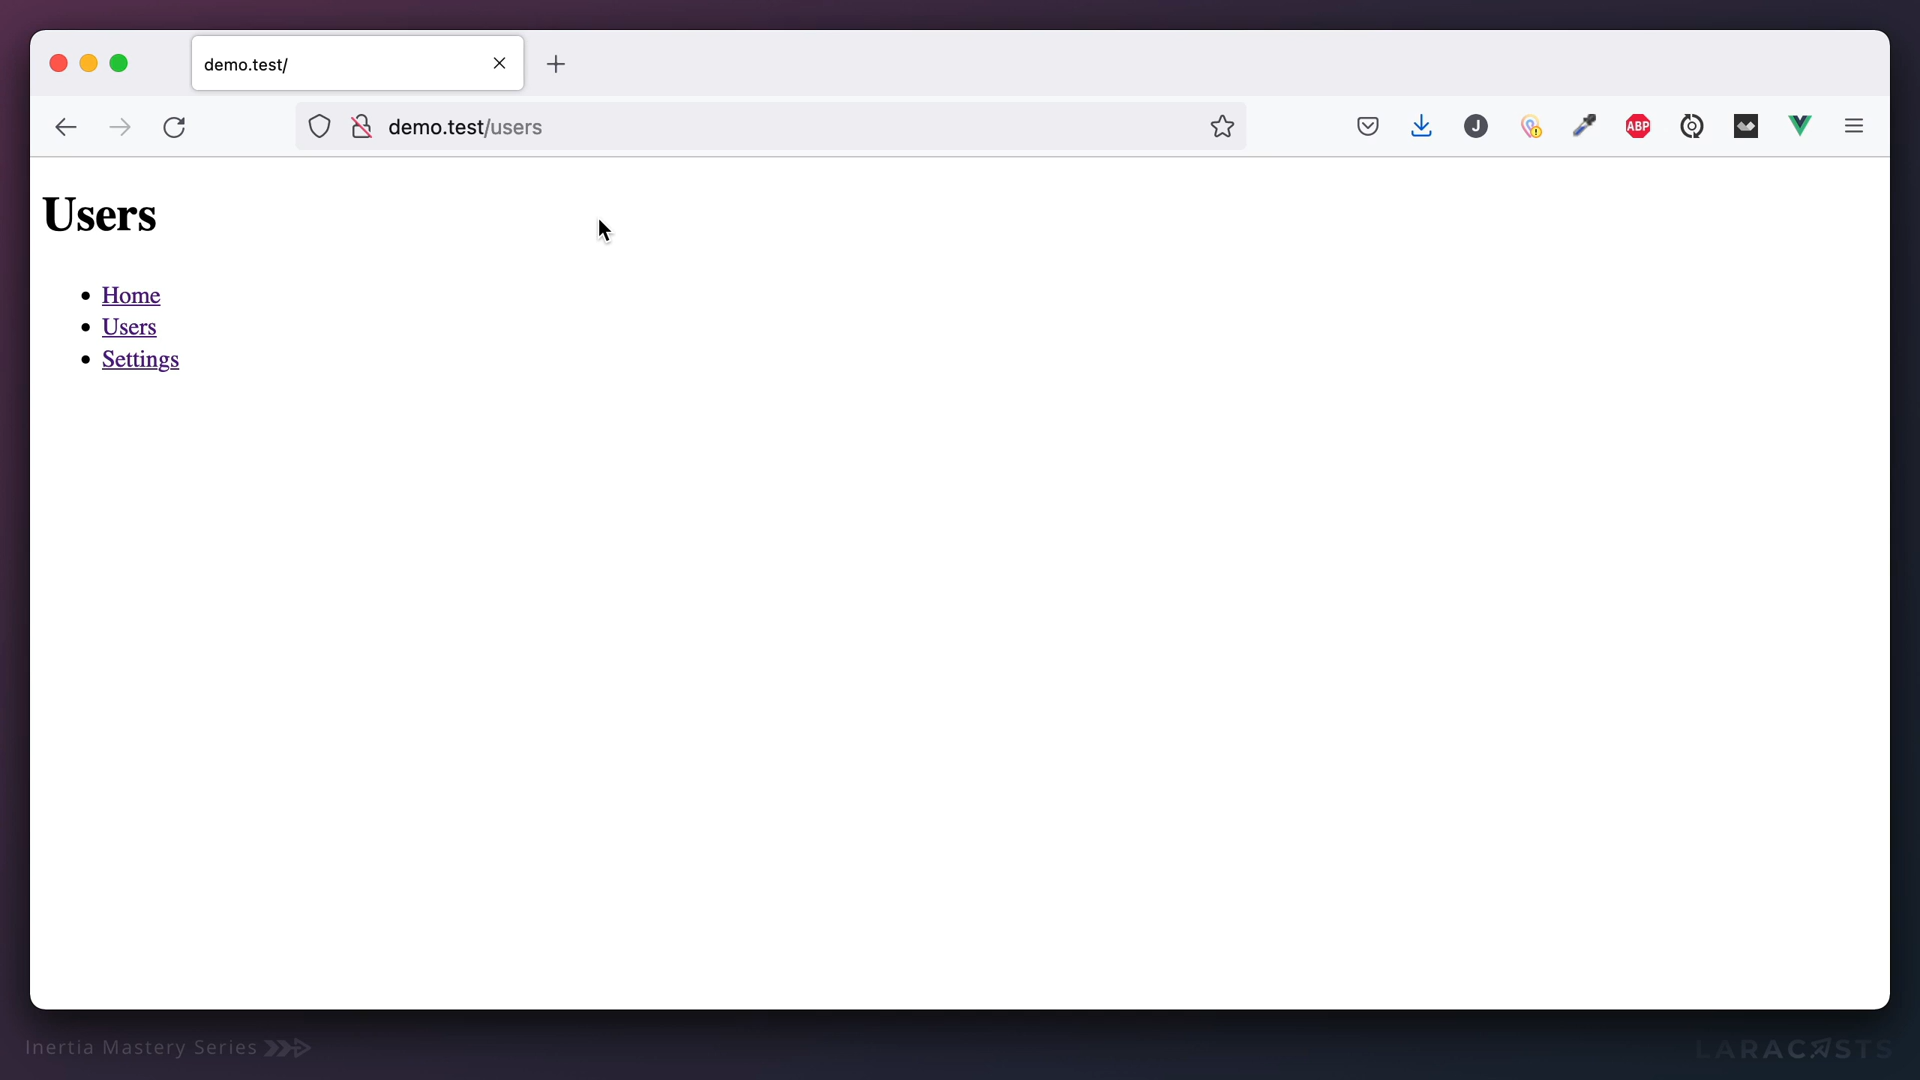 demo.test/
demo.test/users
J
ABP
Users
Home
Users
Settings
Inertia Mastery Series
LARACASTS